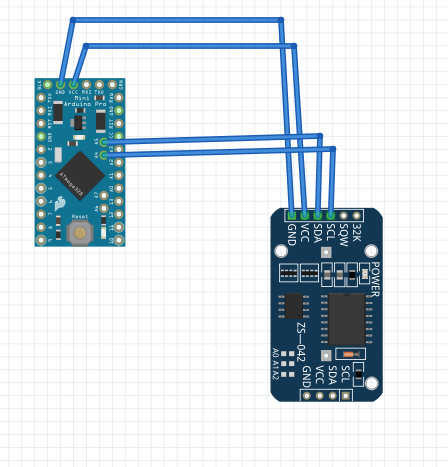 GND VCC RXI TX0
Mini
Arduino Pro
ATmega328
Reset
GND
VCC
SDA
SCL
SQW
32K
POWER
ZS-042
A0 A1 A2
GND
VCC
SDA
SCL